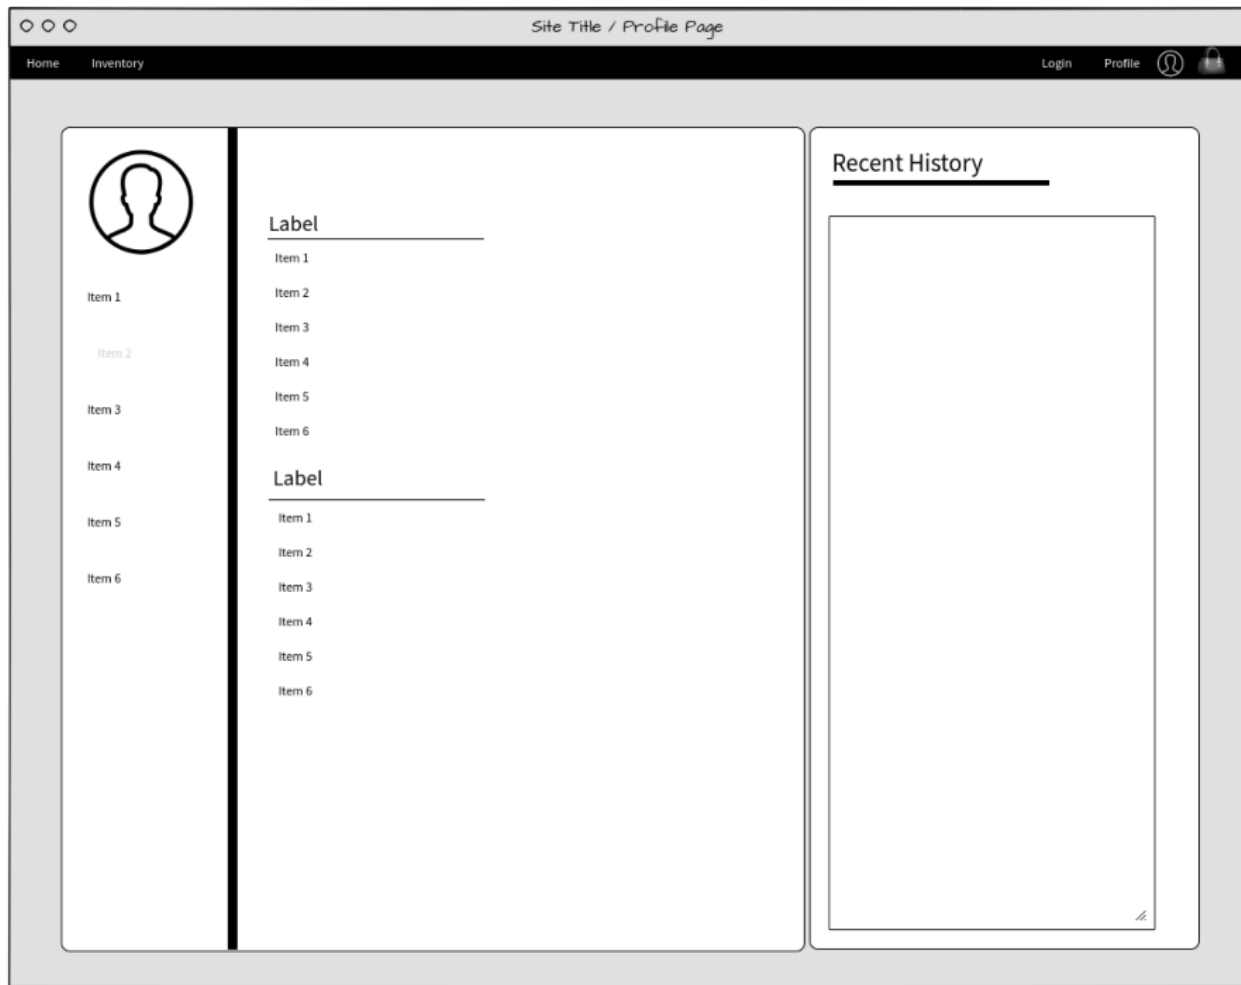 Site Title / Profile Page
Home Inventory Login Profile
Item 1
Item 2
Item 3
Item 4
Item 5
Item 6
Label
Item 1
Item 2
Item 3
Item 4
Item 5
Item 6
Label
Item 1
Item 2
Item 3
Item 4
Item 5
Item 6
Recent History